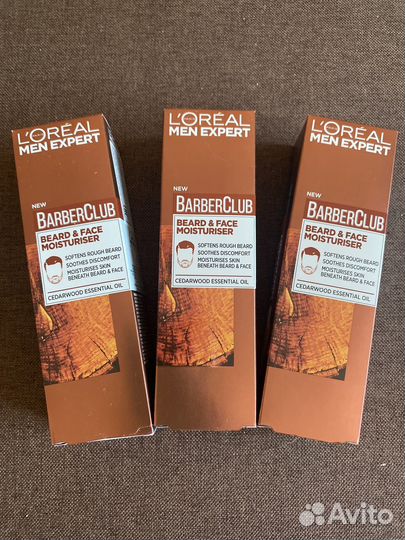 L'ORÉAL
MEN EXPERT
NEW
BARBERCLUB
BEARD & FACE
MOISTURISER
SOFTENS ROUGH BEARD
SOOTHES DISCOMFORT
MOISTURISES SKIN
BENEATH BEARD & FACE
CEDARWOOD ESSENTIAL OIL
L'ORÉAL
MEN EXPERT
NEW
BARBERCLUB
BEARD & FACE
MOISTURISER
SOFTENS ROUGH BEARD
SOOTHES DISCOMFORT
MOISTURISES SKIN
BENEATH BEARD & FACE
CEDARWOOD ESSENTIAL OIL
L'ORÉAL
MEN EXPERT
NEW
BARBERCLUB
BEARD & FACE
MOISTURISER
SOFTENS ROUGH BEARD
SOOTHES DISCOMFORT
MOISTURISES SKIN
BENEATH BEARD & FACE
CEDARWOOD ESSENTIAL OIL
Avito